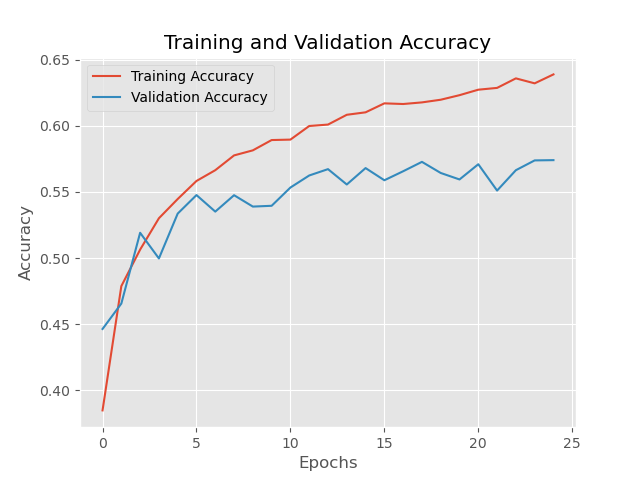 Training and Validation Accuracy
Training Accuracy
Validation Accuracy
0.65
0.60
0.55
0.50
0.45
0.40
Accuracy
0 5 10 15 20 25
Epochs